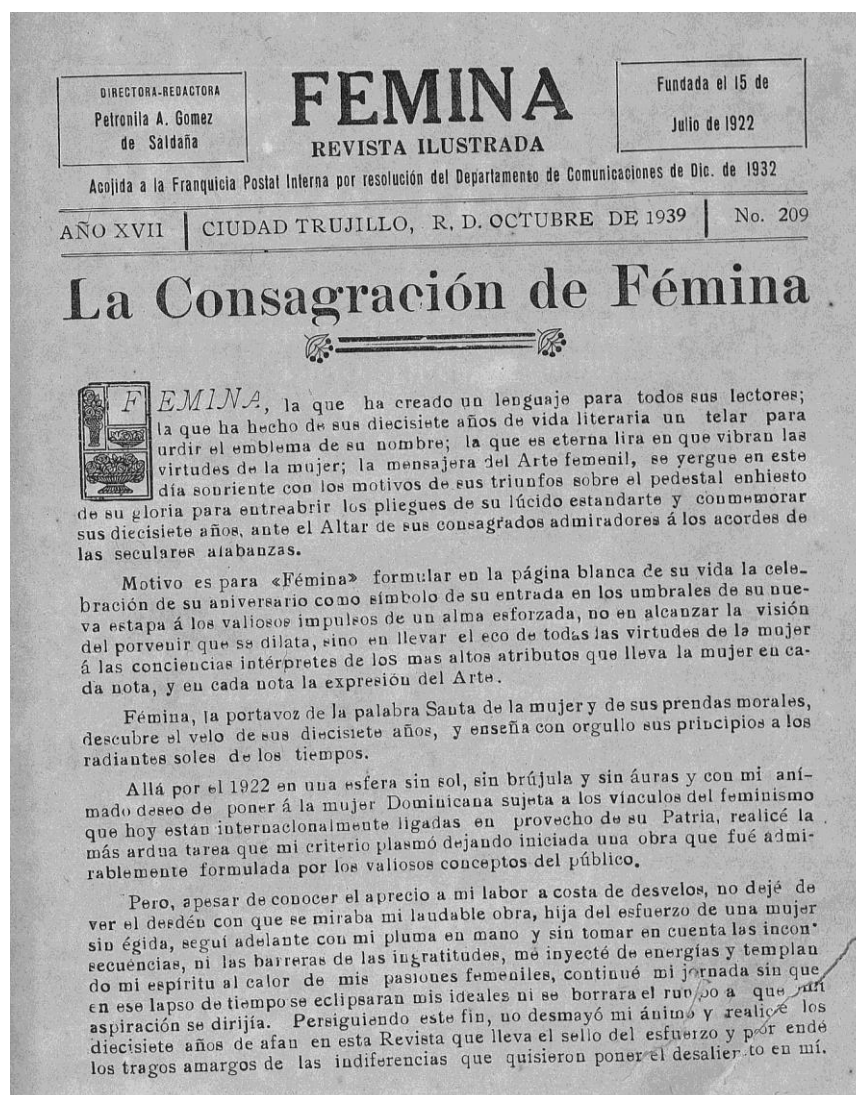 DIRECTORA-REDACTORA
Petronila A. Gomez
de Saldaña
FEMINA
REVISTA ILUSTRADA
Fundada el 15 de
Julio de 1922
Acojida a la Franquicia Postal Interna por resolución del Departamento de Comunicaciones de Dic. de 1932
AÑO XVII | CIUDAD TRUJILLO, R. D. OCTUBRE DE 1939 | No. 209
La Consagración de Fémina
FEMINA, la que ha creado un lenguaje para todos sus lectores;
la que ha hecho de sus diecisiete años de vida literaria un telar para
urdir el emblema de su nombre; la que es eterna lira en que vibran las
virtudes de la mujer; la mensajera del Arte femenil, se yergue en este
día sonriente con los motivos de sus triunfos sobre el pedestal enhiesto
de su gloria para entreabrir los pliegues de su lúcido estandarte y conmemorar
sus diecisiete años, ante el Altar de sus consagrados admiradores á los acordes de
las seculares alabanzas.
Motivo es para «Fémina» formular en la página blanca de su vida la cele-
bración de su aniversario como símbolo de su entrada en los umbrales de su nue-
va estapa á los valiosos impulsos de un alma esforzada, no en alcanzar la visión
del porvenir que se dilata, sino en llevar el eco de todas las virtudes de la mujer
á las conciencias intérpretes de los mas altos atributos que lleva la mujer en ca-
da nota, y en cada nota la expresión del Arte.
Fémina, la portavoz de la palabra Santa de la mujer y de sus prendas morales,
descubre el velo de sus diecisiete años, y enseña con orgullo sus principios a los
radiantes soles de los tiempos.
Allá por el 1922 en una esfera sin sol, sin brújula y sin áuras y con mi aní-
mado deseo de poner á la mujer Dominicana sujeta a los vínculos del feminismo
que hoy están internacionalmente ligadas en provecho de su Patria, realicé la
más ardua tarea que mi criterio plasmó dejando iniciada una obra que fué admi-
rablemente formulada por los valiosos conceptos del público.
Pero, apesar de conocer el aprecio a mi labor a costa de desvelos, no dejé de
ver el desdén con que se miraba mi laudable obra, hija del esfuerzo de una mujer
sin égida, seguí adelante con mi pluma en mano y sin tomar en cuenta las incon-
secuencias, ni las barreras de las ingratitudes, me inyecté de energías y templan
do mi espíritu al calor de mis pasiones femeniles, continué mi jornada sin que
en ese lapso de tiempo se eclipsaran mis ideales ni se borrara el rumbo a que mi
aspiración se dirijía. Persiguiendo este fin, no desmayó mi ánimo y realicé los
diecisiete años de afan en esta Revista que lleva el sello del esfuerzo y por ende
los tragos amargos de las indiferencias que quisieron poner el desaliento en mí.